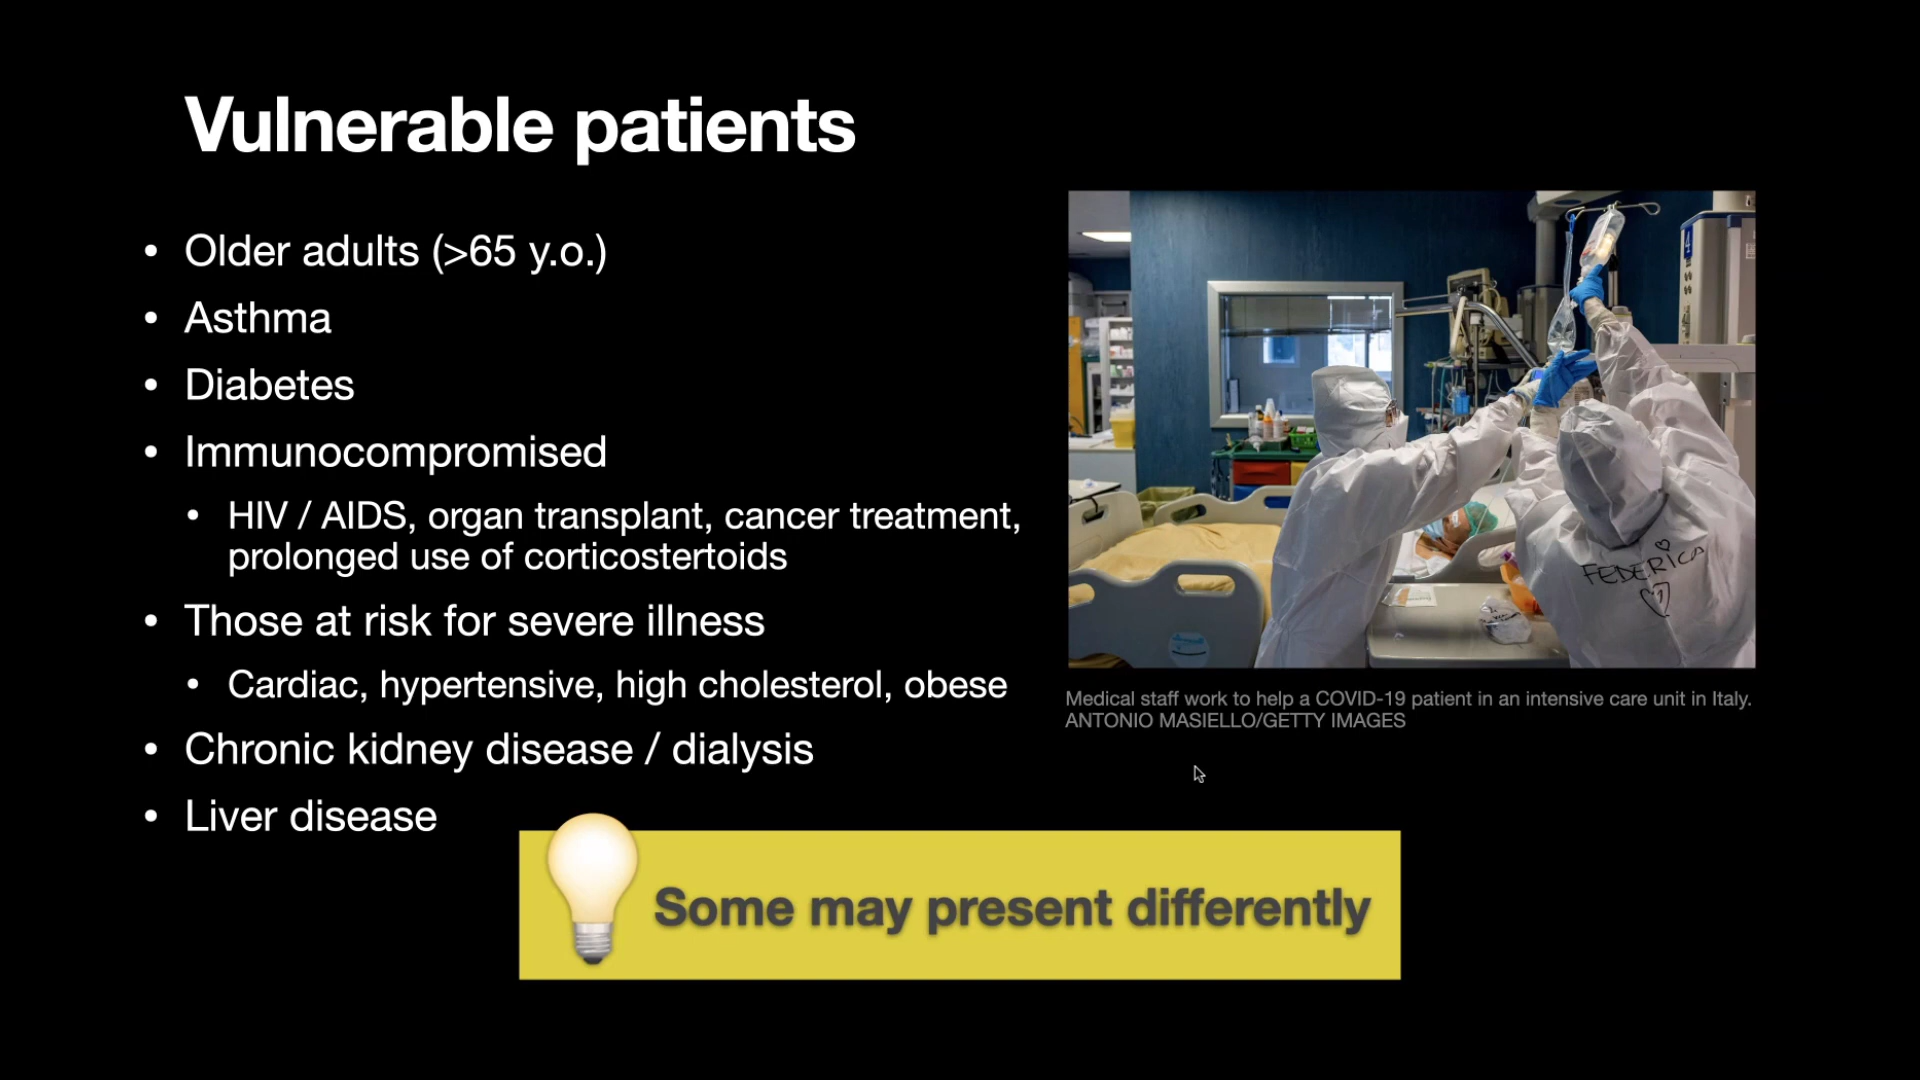 Vulnerable patients
• Older adults (>65 y.o.)
• Asthma
• Diabetes
• Immunocompromised
• HIV / AIDS, organ transplant, cancer treatment,
prolonged use of corticostertoids
• Those at risk for severe illness
• Cardiac, hypertensive, high cholesterol, obese
• Chronic kidney disease / dialysis
• Liver disease
4
FEDERICA
Medical staff work to help a COVID-19 patient in an intensive care unit in Italy.
ANTONIO MASIELLO/GETTY IMAGES
Some may present differently